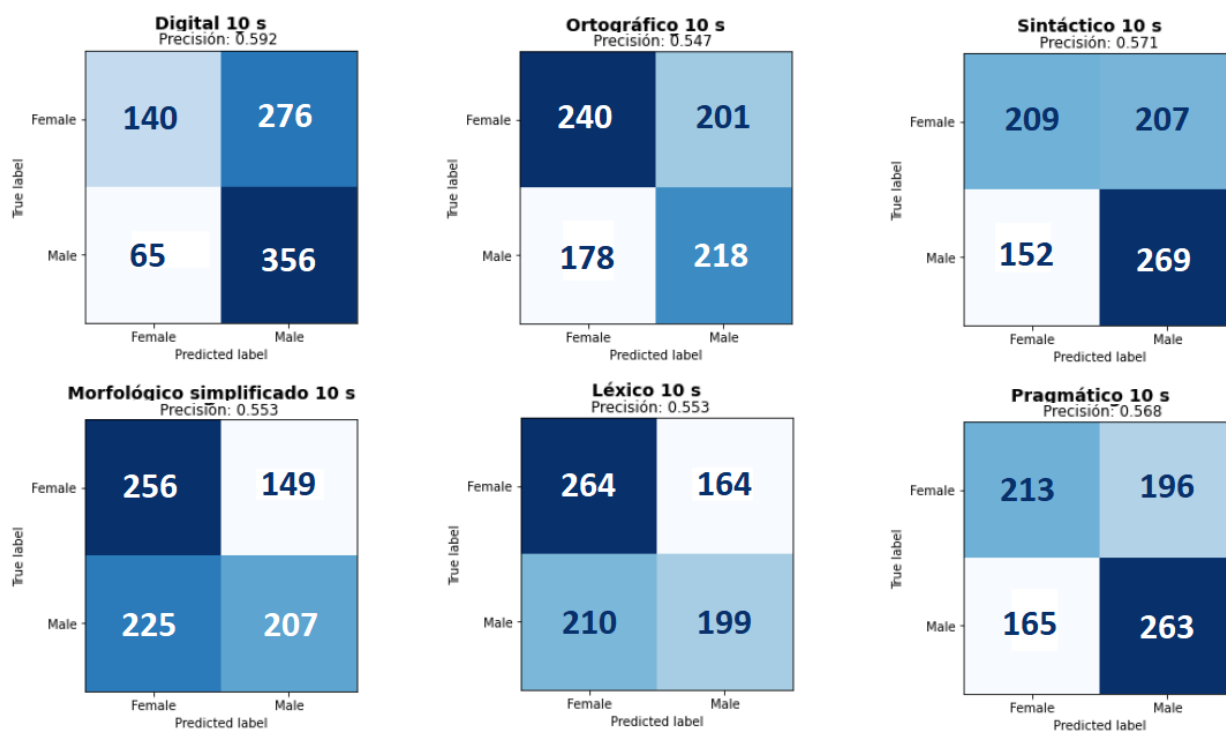 Digital 10 s
Precisión: 0.592
Female
140
276
True label
Male
65
356
Female
Male
Predicted label
Ortográfico 10 s
Precisión: 0.547
Female
240
201
True label
Male
178
218
Female
Male
Predicted label
Sintáctico 10 s
Precisión: 0.571
Female
209
207
True label
Male
152
269
Female
Male
Predicted label
Morfológico simplificado 10 s
Precisión: 0.553
Female
256
149
True label
Male
225
207
Female
Male
Predicted label
Léxico 10 s
Precisión: 0.553
Female
264
164
True label
Male
210
199
Female
Male
Predicted label
Pragmático 10 s
Precisión: 0.568
Female
213
196
True label
Male
165
263
Female
Male
Predicted label